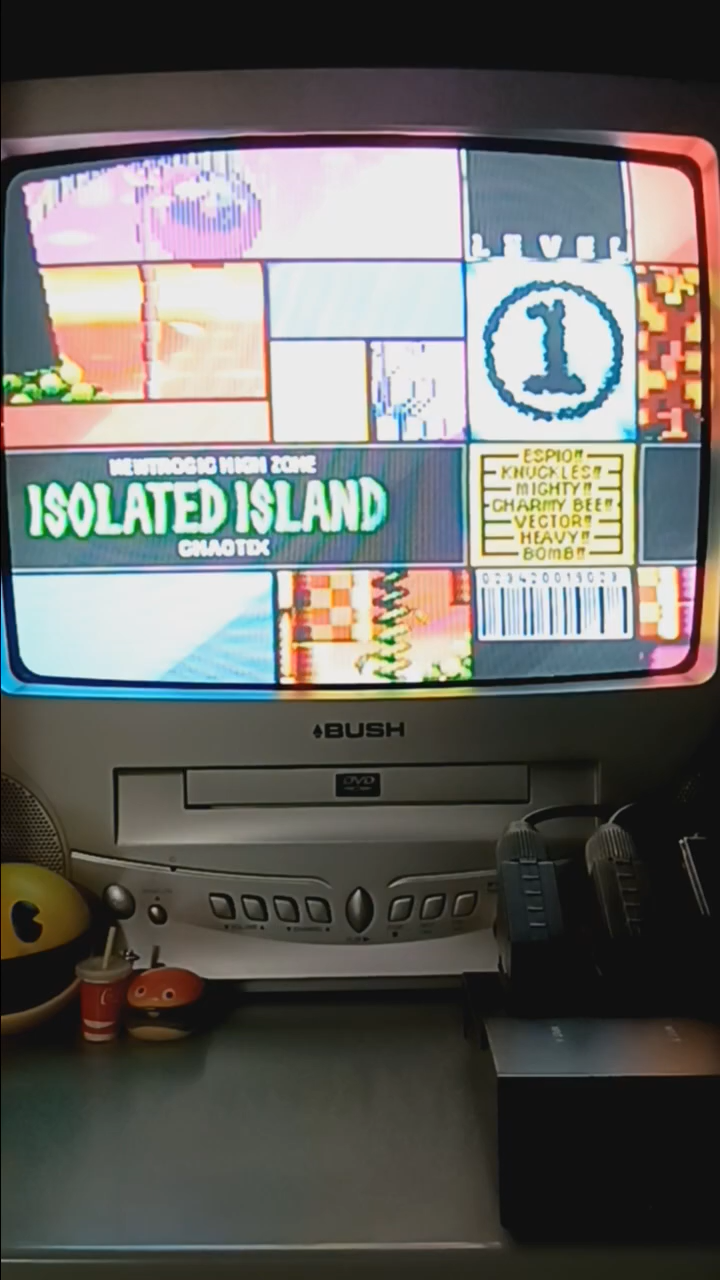 LEVEL
1
NEWTROGIC HIGH ZONE
ISOLATED ISLAND
CHAOTIX
ESPIO!!
KNUCKLES!!
MIGHTY!!
CHARMY BEE!!
VECTOR!!
HEAVY!!
BOMB!!
BUSH
DVD